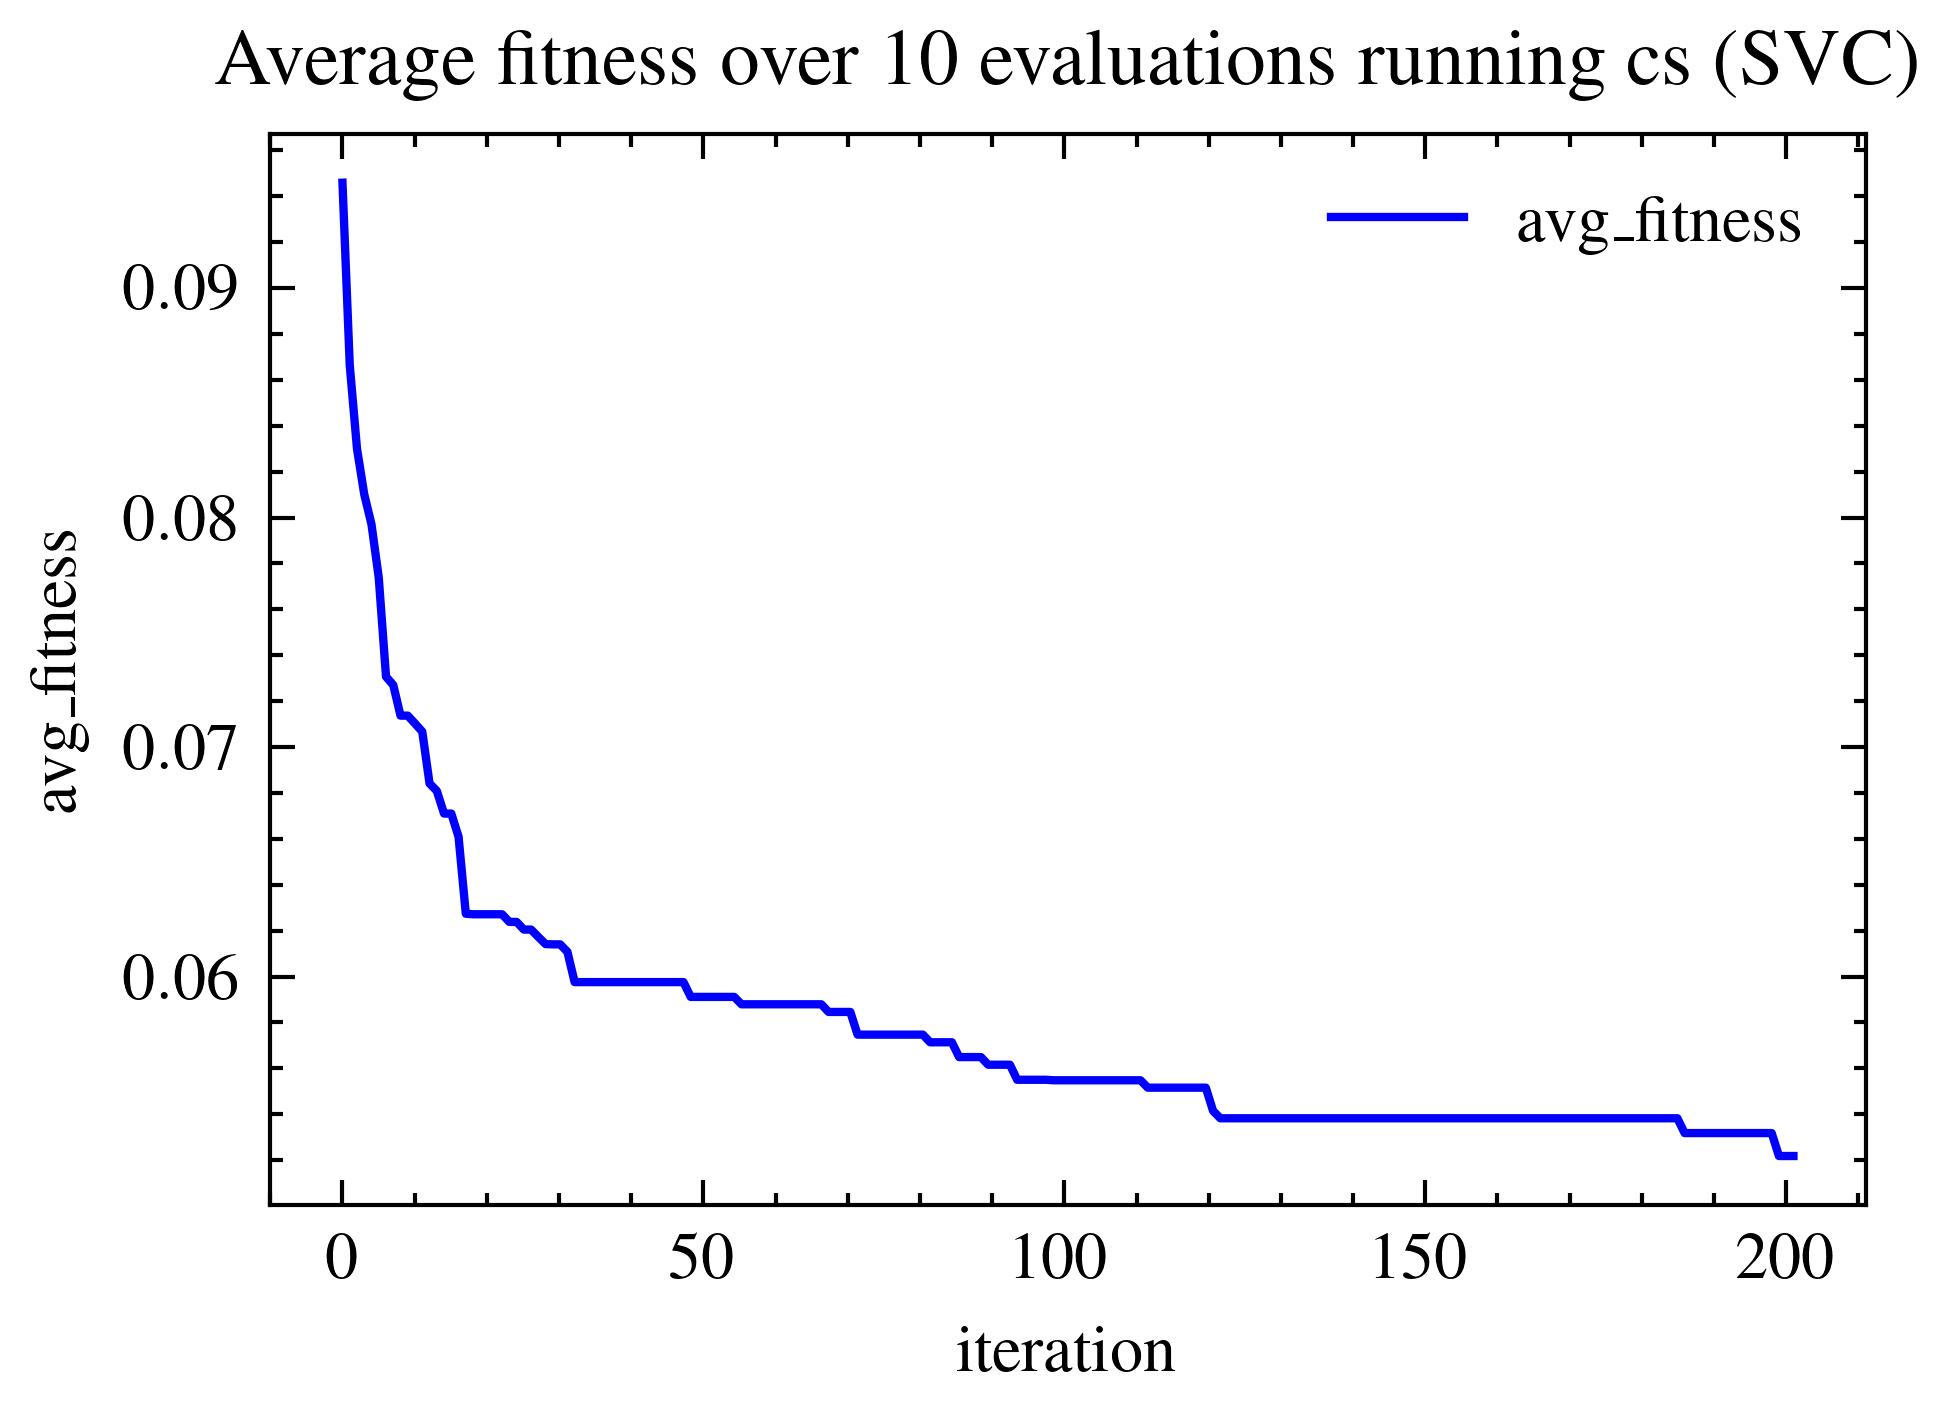 Average fitness over 10 evaluations running cs (SVC)
avg_fitness
0.09
0.08
0.07
0.06
avg_fitness
0
50
100
150
200
iteration